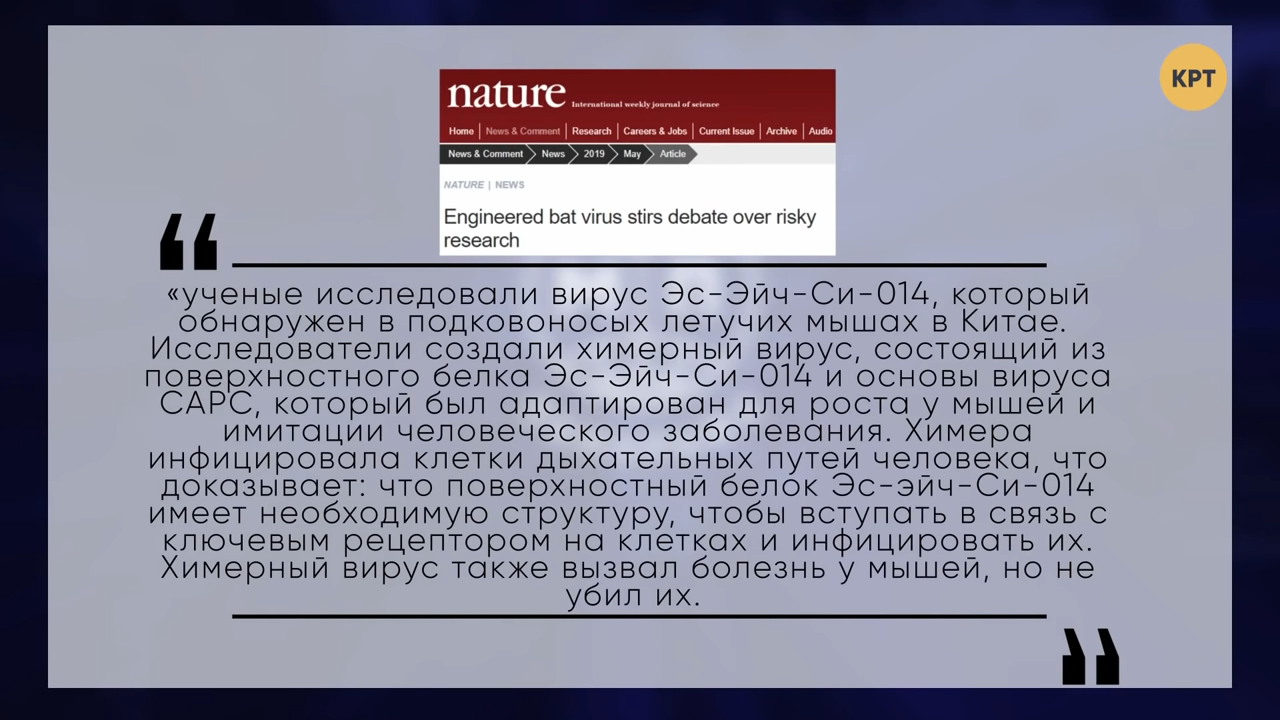 КРТ
nature International weekly journal of science
Home News & Comment Research Careers & Jobs Current Issue Archive Audio
News & Comment News 2019 May Article
NATURE | NEWS
Engineered bat virus stirs debate over risky
research
“
«ученые исследовали вирус Эс-Эйч-Си-014, который
обнаружен в подковоносых летучих мышах в Китае.
Исследователи создали химерный вирус, состоящий из
поверхностного белка Эс-Эйч-Си-014 и основы вируса
САРС, который был адаптирован для роста у мышей и
имитации человеческого заболевания. Химера
инфицировала клетки дыхательных путей человека, что
доказывает: что поверхностный белок Эс-эйч-Си-014
имеет необходимую структуру, чтобы вступать в связь с
ключевым рецептором на клетках и инфицировать их.
Химерный вирус также вызвал болезнь у мышей, но не
убил их.
”